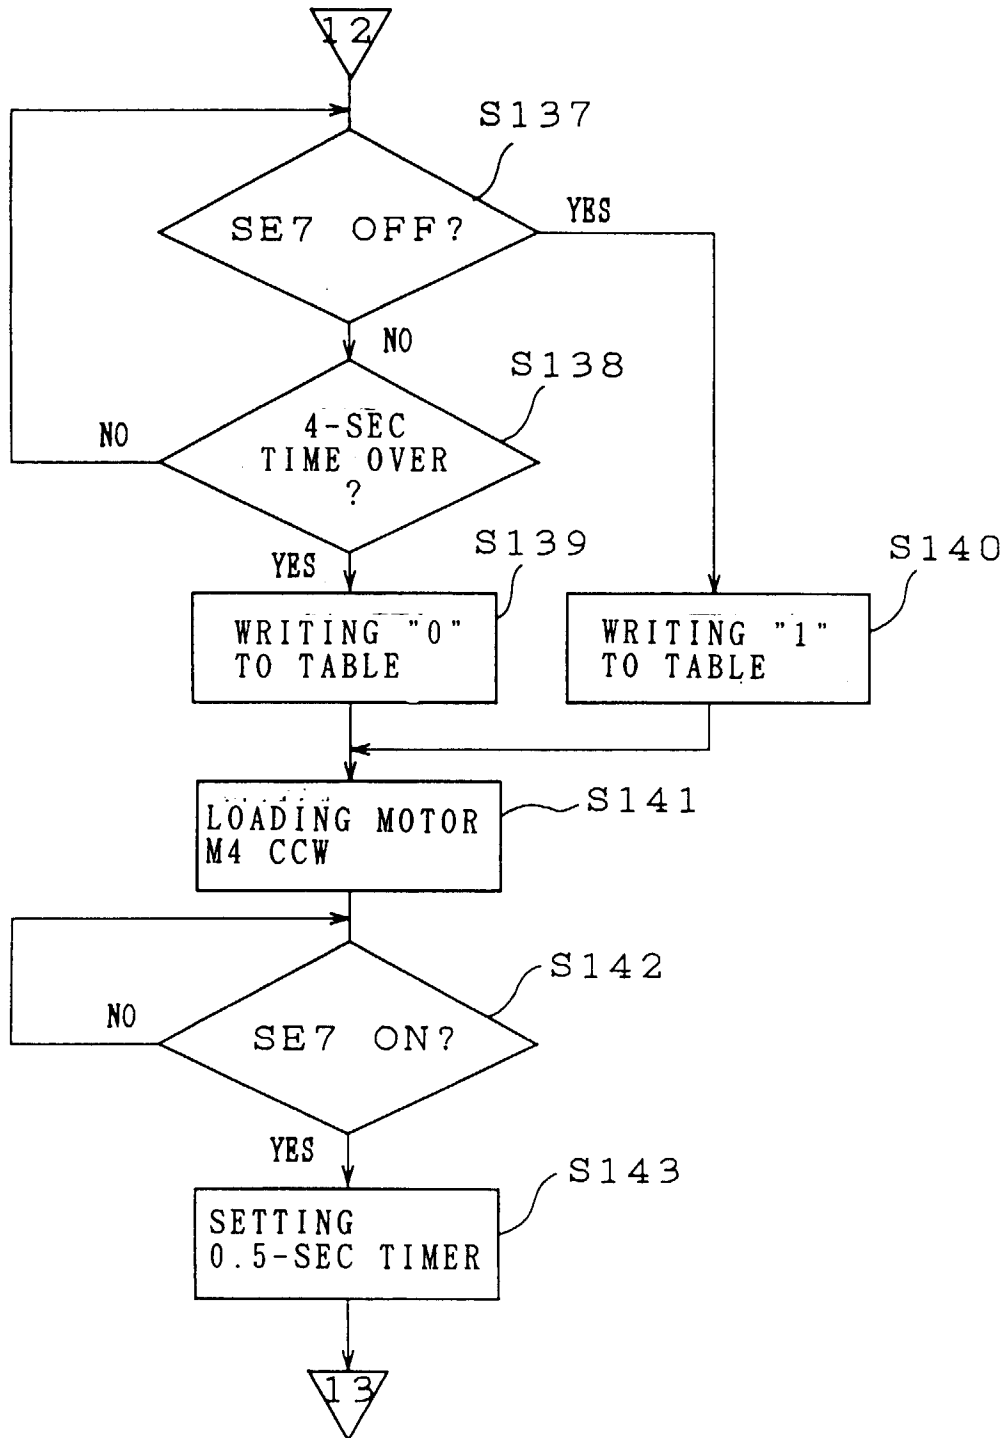 12
S137
SE7 OFF?
YES
NO
S138
4-SEC
TIME OVER
?
NO
YES
S139
S140
WRITING "0"
TO TABLE
WRITING "1"
TO TABLE
S141
LOADING MOTOR
M4 CCW
S142
NO
SE7 ON?
YES
S143
SETTING
0.5-SEC TIMER
13